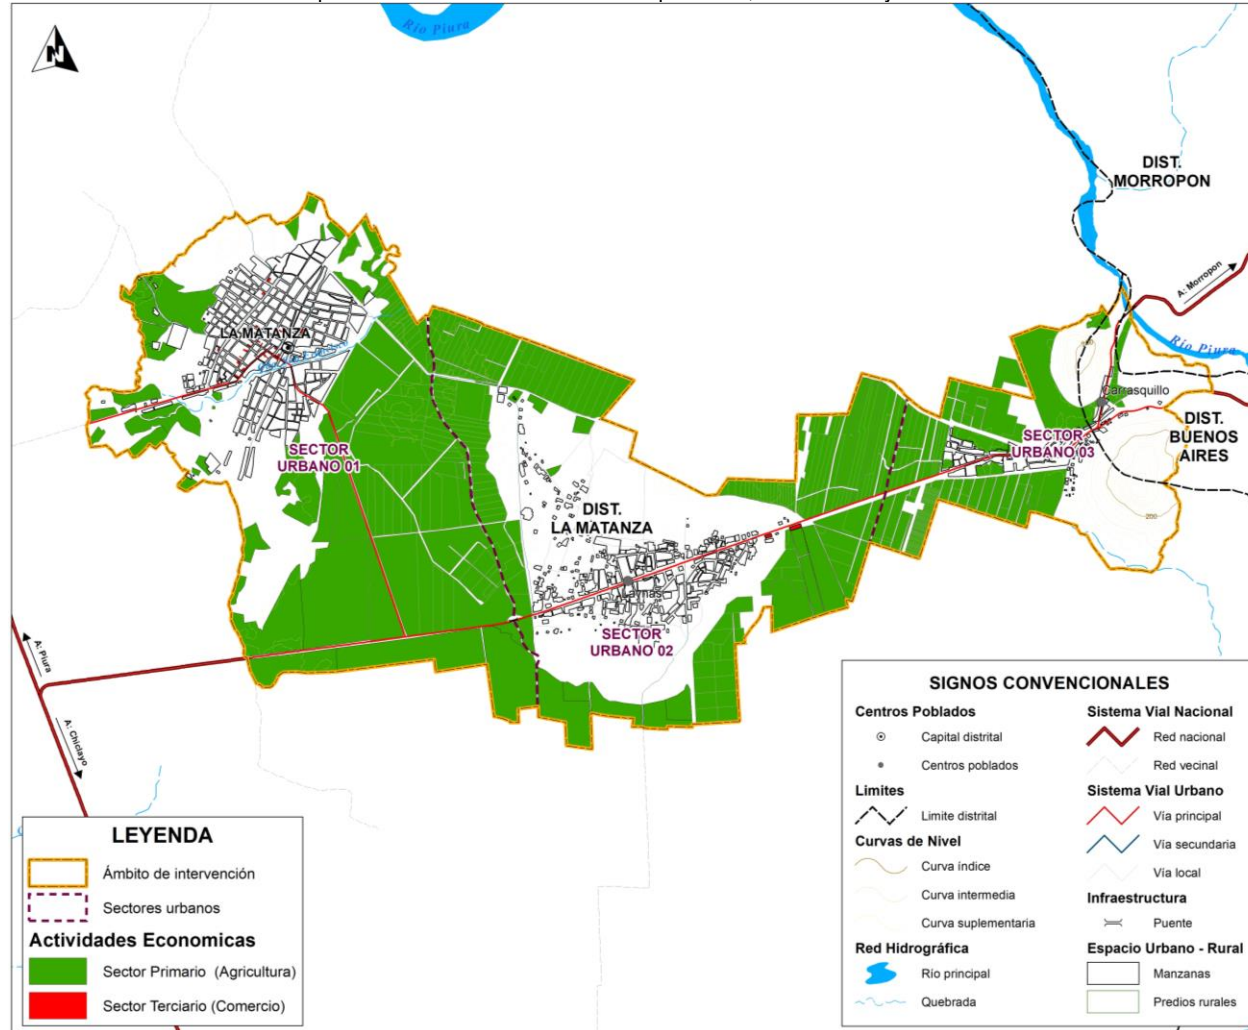 Río Piura
N
DIST.
MORROPON
A: Morropon
Río Piura
LA MATANZA
Carrasquillo
DIST.
BUENOS
AIRES
SECTOR
URBANO 01
SECTOR
URBANO 03
200
DIST.
LA MATANZA
SECTOR
URBANO 02
A: Piura
A: Chiclayo
LEYENDA
Ámbito de intervención
Sectores urbanos
Actividades Economicas
Sector Primario (Agricultura)
Sector Terciario (Comercio)
SIGNOS CONVENCIONALES
Centros Poblados
Capital distrital
Centros poblados
Limites
Limite distrital
Curvas de Nivel
Curva índice
Curva intermedia
Curva suplementaria
Red Hidrográfica
Río principal
Quebrada
Sistema Vial Nacional
Red nacional
Red vecinal
Sistema Vial Urbano
Vía principal
Vía secundaria
Vía local
Infraestructura
Puente
Espacio Urbano - Rural
Manzanas
Predios rurales